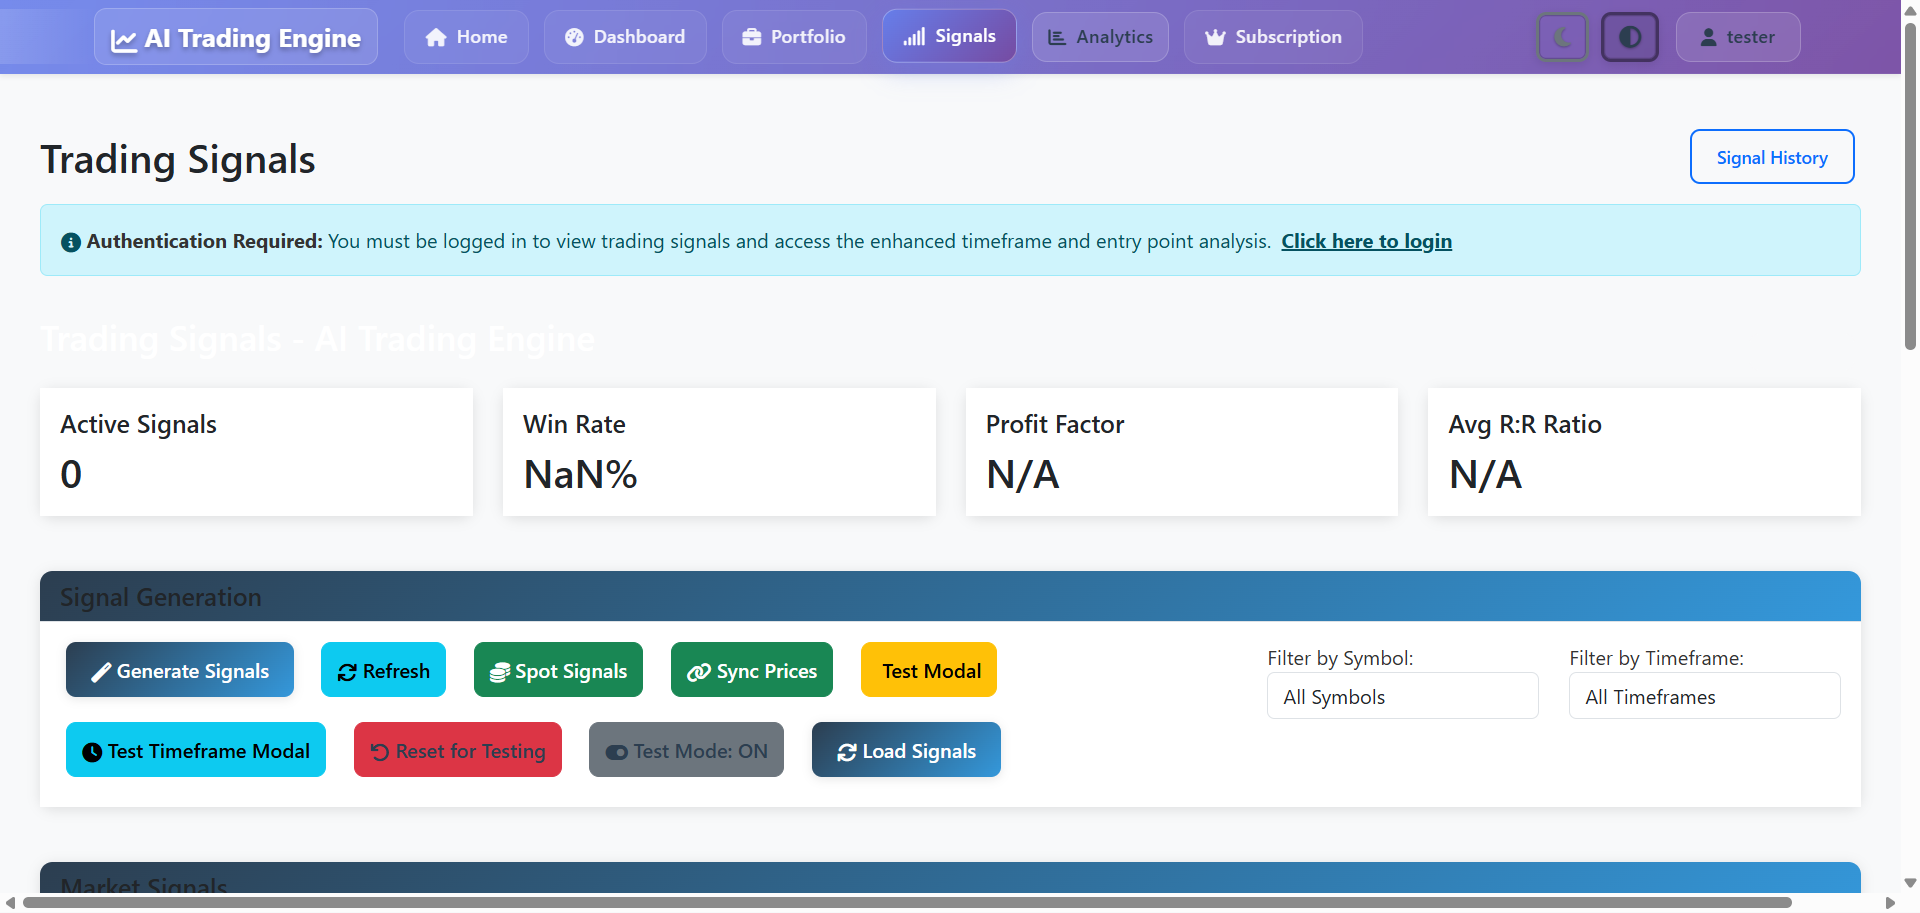 AI Trading Engine
Home
Dashboard
Portfolio
Signals
Analytics
Subscription
tester
Trading Signals
Signal History
Authentication Required: You must be logged in to view trading signals and access the enhanced timeframe and entry point analysis. Click here to login
Trading Signals - AI Trading Engine
Active Signals
0
Win Rate
NaN%
Profit Factor
N/A
Avg R:R Ratio
N/A
Signal Generation
Generate Signals
Refresh
Spot Signals
Sync Prices
Test Modal
Test Timeframe Modal
Reset for Testing
Test Mode: ON
Load Signals
Filter by Symbol:
All Symbols
Filter by Timeframe:
All Timeframes
Market Signals